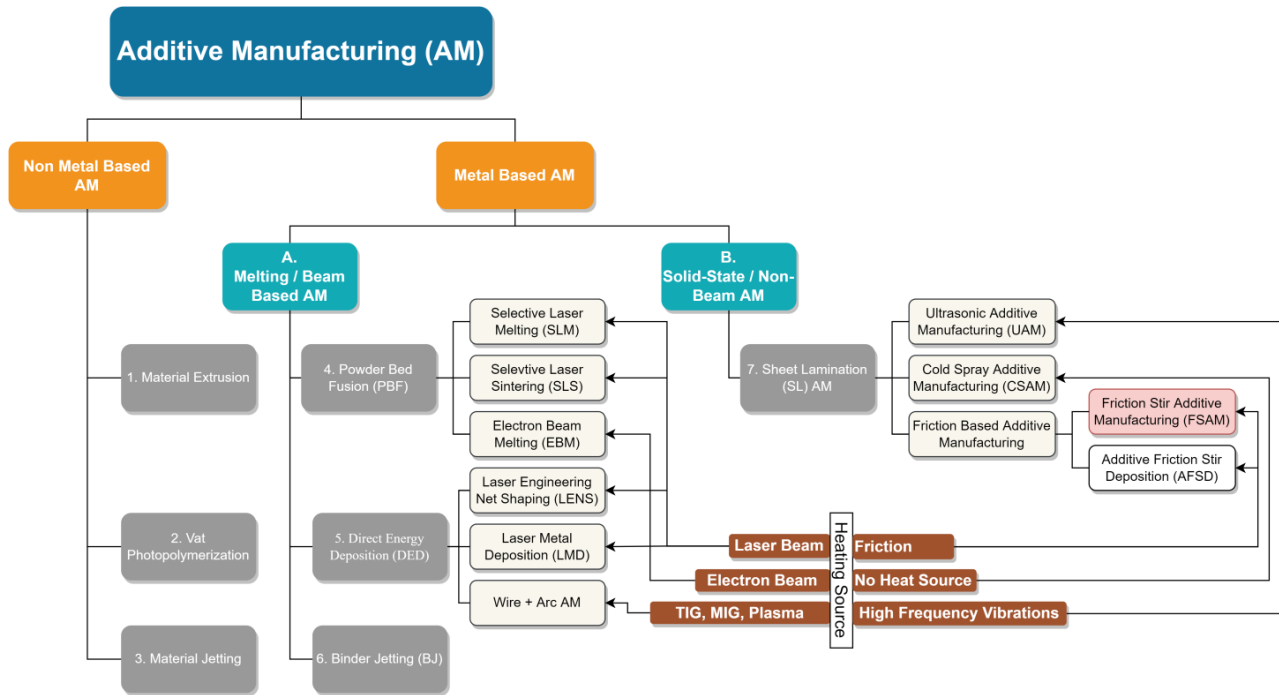 Additive Manufacturing (AM)
Non Metal Based
AM
Metal Based AM
A.
Melting / Beam
Based AM
B.
Solid-State / Non-
Beam AM
1. Material Extrusion
2. Vat
Photopolymerization
3. Material Jetting
4. Powder Bed
Fusion (PBF)
Selective Laser
Melting (SLM)
Selevtive Laser
Sintering (SLS)
Electron Beam
Melting (EBM)
5. Direct Energy
Deposition (DED)
Laser Engineering
Net Shaping (LENS)
Laser Metal
Deposition (LMD)
Wire + Arc AM
6. Binder Jetting (BJ)
7. Sheet Lamination
(SL) AM
Ultrasonic Additive
Manufacturing (UAM)
Cold Spray Additive
Manufacturing (CSAM)
Friction Based Additive
Manufacturing
Friction Stir Additive
Manufacturing (FSAM)
Additive Friction Stir
Deposition (AFSD)
Heating Source
Laser Beam
Friction
Electron Beam
No Heat Source
TIG, MIG, Plasma
High Frequency Vibrations